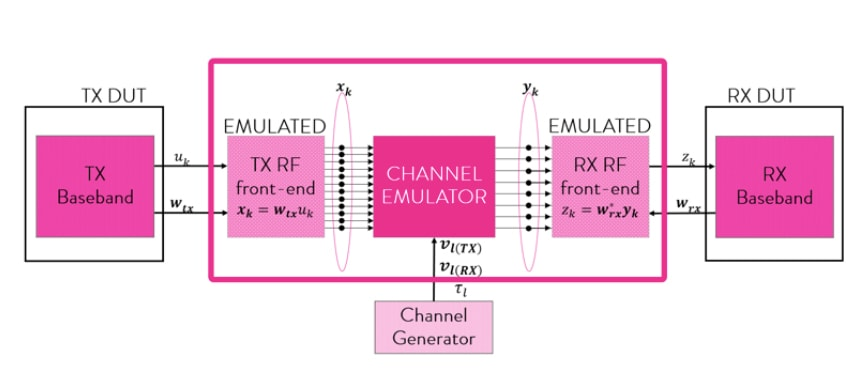 TX DUT
TX
Baseband
u_k
w_tx
EMULATED
TX RF
front-end
x_k = w_tx u_k
x_k
CHANNEL
EMULATOR
y_k
EMULATED
RX RF
front-end
z_k = w*_rx y_k
z_k
w_rx
RX DUT
RX
Baseband
v_l(TX)
v_l(RX)
τ_l
Channel
Generator